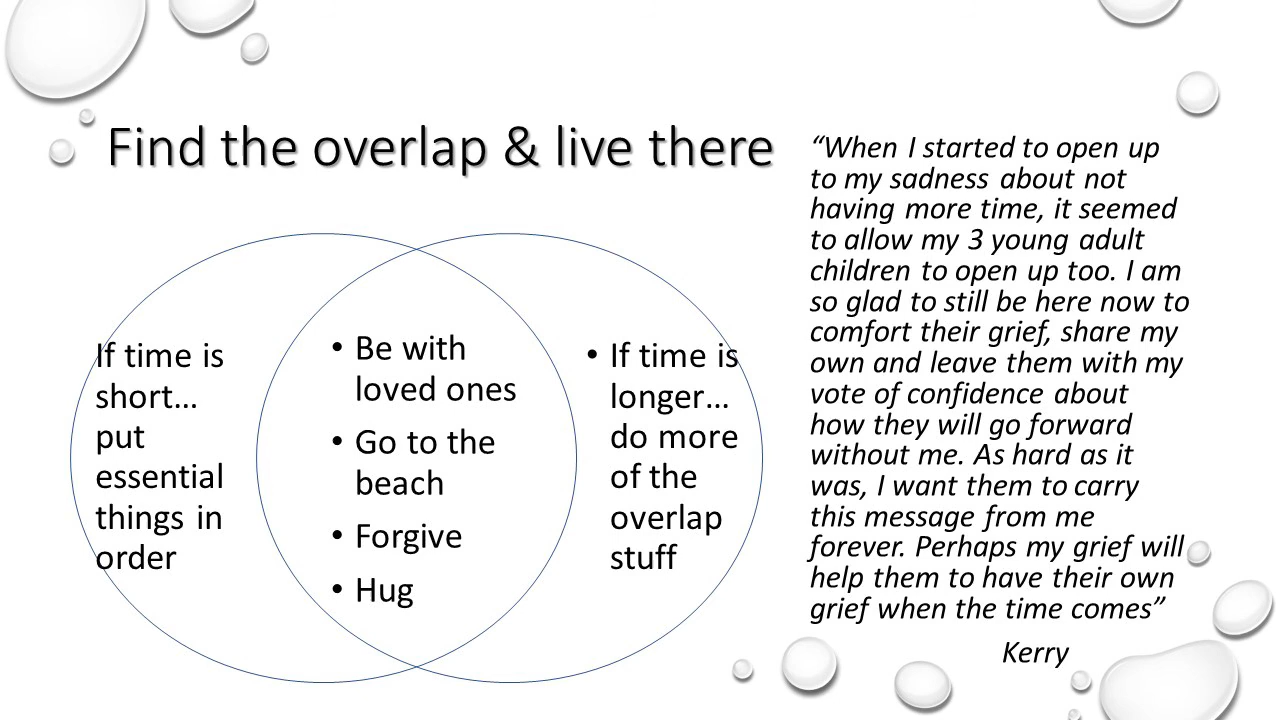 Find the overlap & live there
If time is
short…
put
essential
things in
order
• Be with
loved ones
• Go to the
beach
• Forgive
• Hug
• If time is
longer…
do more
of the
overlap
stuff
“When I started to open up
to my sadness about not
having more time, it seemed
to allow my 3 young adult
children to open up too. I am
so glad to still be here now to
comfort their grief, share my
own and leave them with my
vote of confidence about
how they will go forward
without me. As hard as it
was, I want them to carry
this message from me
forever. Perhaps my grief will
help them to have their own
grief when the time comes”
Kerry